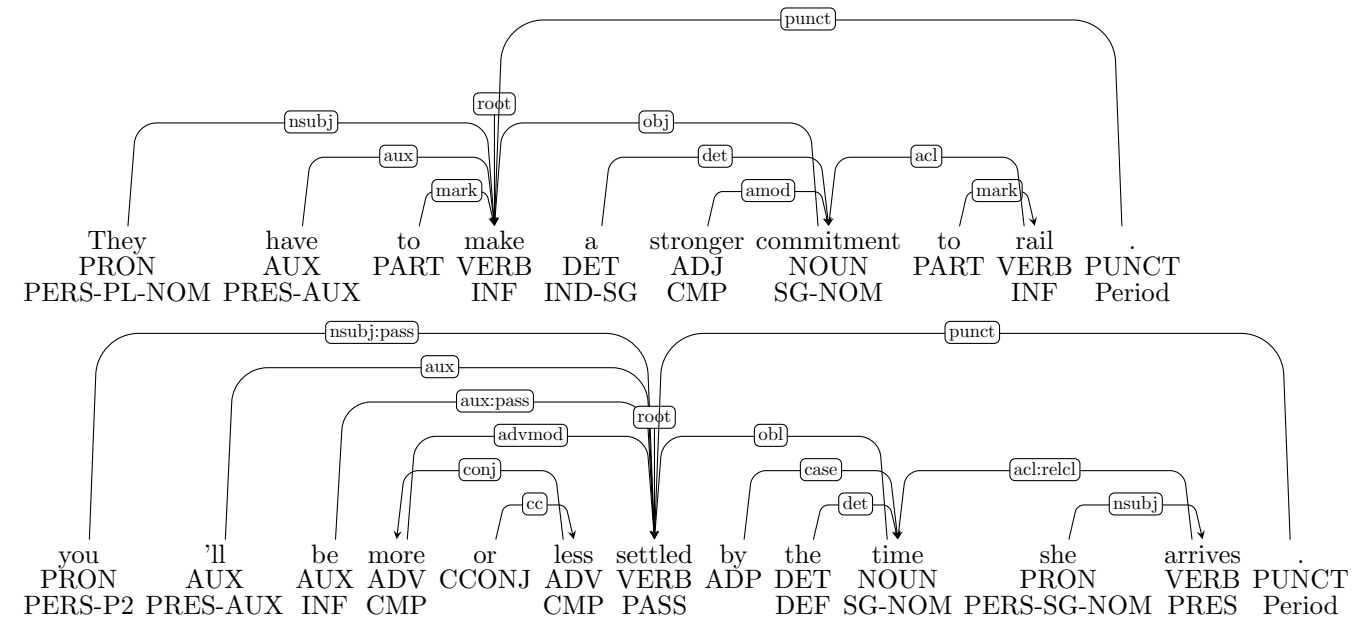 punct
root
nsubj obj
aux det acl
mark amod mark
They have to make a stronger commitment to rail .
PRON AUX PART VERB DET ADJ NOUN PART VERB PUNCT
PERS-PL-NOM PRES-AUX INF IND-SG CMP SG-NOM INF Period
nsubj:pass punct
aux
aux:pass
root
advmod obl
conj case acl:relcl
cc det nsubj
you 'll be more or less settled by the time she arrives .
PRON AUX AUX ADV CCONJ ADV VERB ADP DET NOUN PRON VERB PUNCT
PERS-P2 PRES-AUX INF CMP CMP PASS DEF SG-NOM PERS-SG-NOM PRES Period